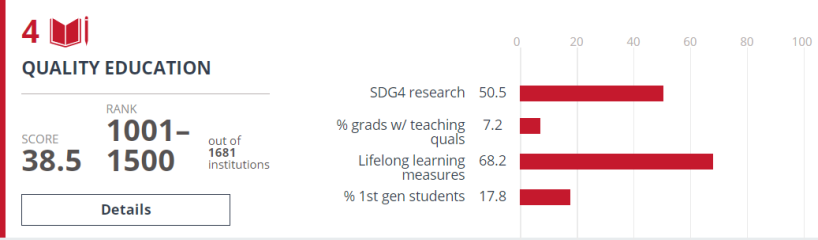 4
QUALITY EDUCATION
SCORE
38.5
RANK
1001–
1500
out of
1681
institutions
Details
0 20 40 60 80 100
SDG4 research 50.5
% grads w/ teaching 7.2
quals
Lifelong learning 68.2
measures
% 1st gen students 17.8